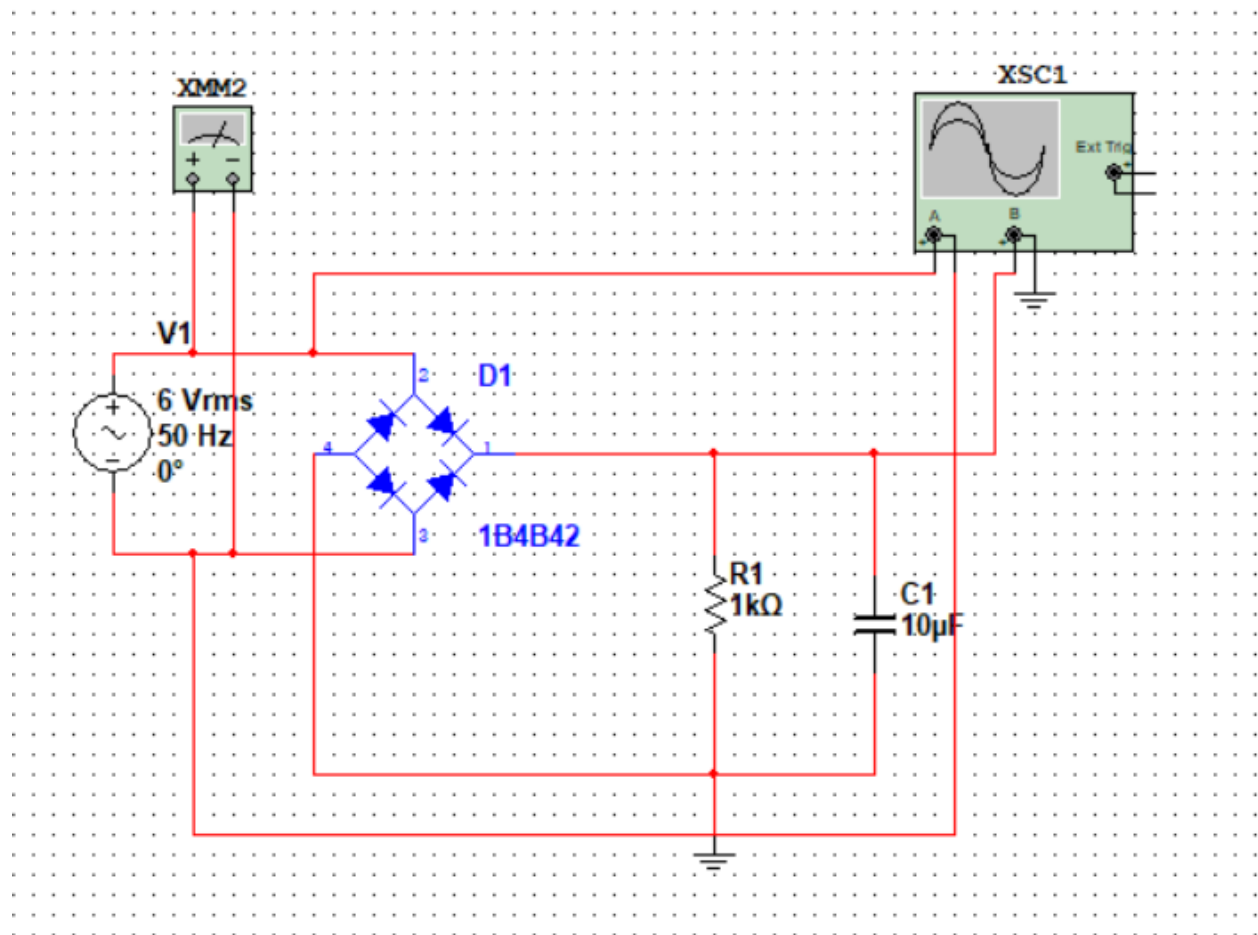 XMM2
+ −
XSC1
Ext Trig
+
A
B
+
+
V1
+
6 Vrms
50 Hz
0°
−
2
D1
4
1
3
1B4B42
R1
1kΩ
C1
10µF